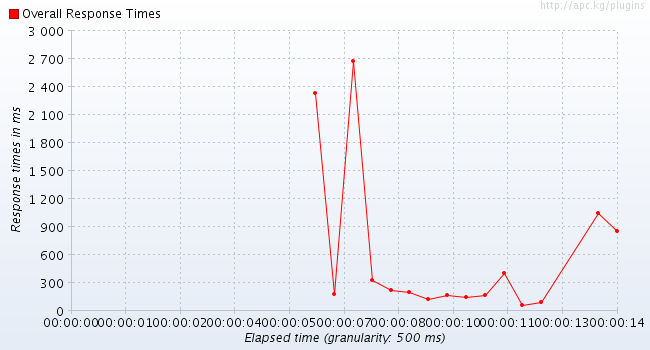 http://apc.kg/plugins
Overall Response Times
3 000
2 700
2 400
2 100
1 800
1 500
1 200
900
600
300
0
Response times in ms
00:00:00 00:00:01 00:00:02 00:00:04 00:00:05 00:00:07 00:00:08 00:00:10 00:00:11 00:00:13 00:00:14
Elapsed time (granularity: 500 ms)